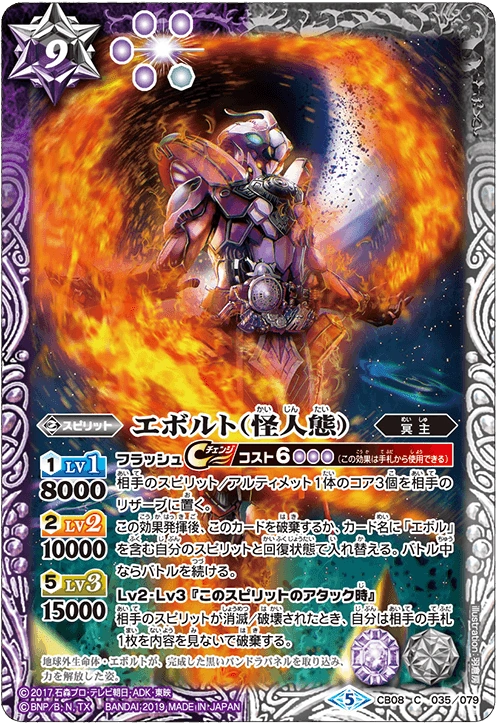 9
スピリット
エボルト(怪人態)
冥主
フラッシュ チェンジ コスト6(この効果は手札から使用できる)
相手のスピリット/アルティメット1体のコア3個を相手の
リザーブに置く。
この効果発揮後、このカードを破棄するか、カード名に「エボル」
を含む自分のスピリットと回復状態で入れ替える。バトル中
ならバトルを続ける。
1 LV1
8000
2 LV2
10000
5 LV3
15000
Lv2・Lv3『このスピリットのアタック時』
相手のスピリットが消滅/破壊されたとき、自分は相手の手札
1枚を内容を見ないで破棄する。
地球外生命体・エボルトが、完成した黒いパンドラパネルを取り込み、
力を解放した姿。
©2017 石森プロ・テレビ朝日・ADK・東映
©BNP/B・N, TX BANDAI 2019 MADE IN JAPAN
5 CB08 C 035/079